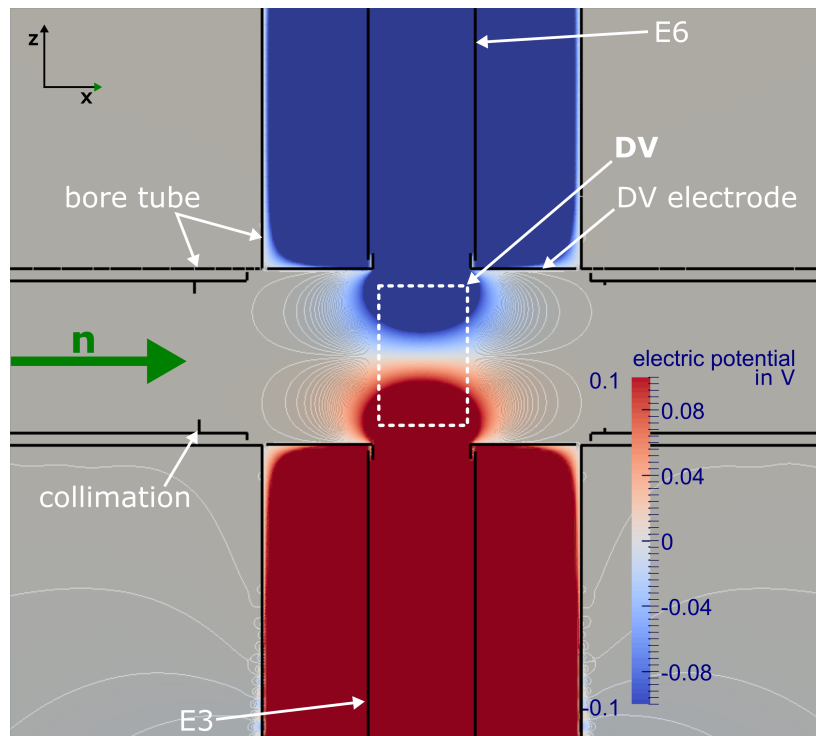 E6
z
x
DV
bore tube
DV electrode
n
electric potential
in V
0.1
0.08
0.04
0
-0.04
-0.08
-0.1
collimation
E3